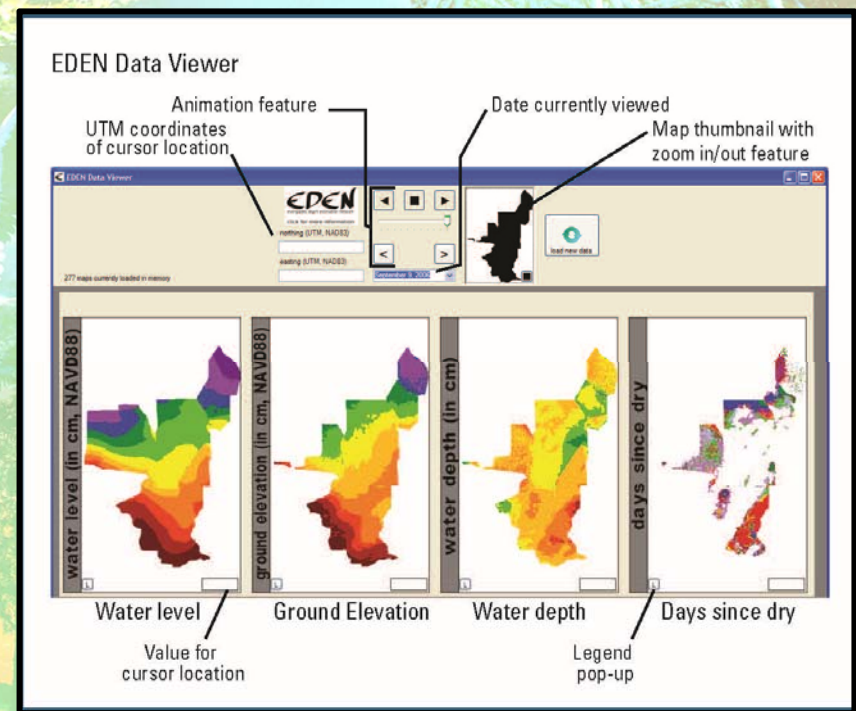 EDEN Data Viewer
Animation feature
Date currently viewed
UTM coordinates
of cursor location
Map thumbnail with
zoom in/out feature
EDEN Data Viewer
EDEN
click for more information
northing (UTM, NAD83)
easting (UTM, NAD83)
load new data
277 maps currently loaded in memory
September 9, 2006
water level (in cm, NAVD88)
ground elevation (in cm, NAVD88)
water depth (in cm)
days since dry
L
L
L
L
Water level
Ground Elevation
Water depth
Days since dry
Value for
cursor location
Legend
pop-up